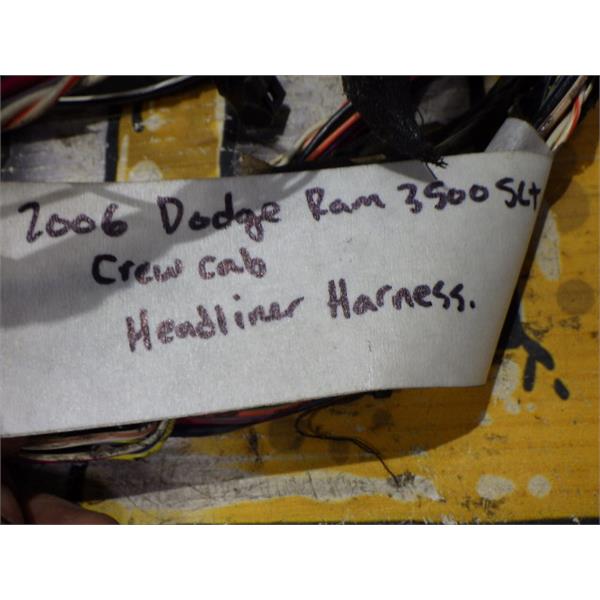 2006 Dodge Ram 3500 SLt
Crew cab
Headliner Harness.